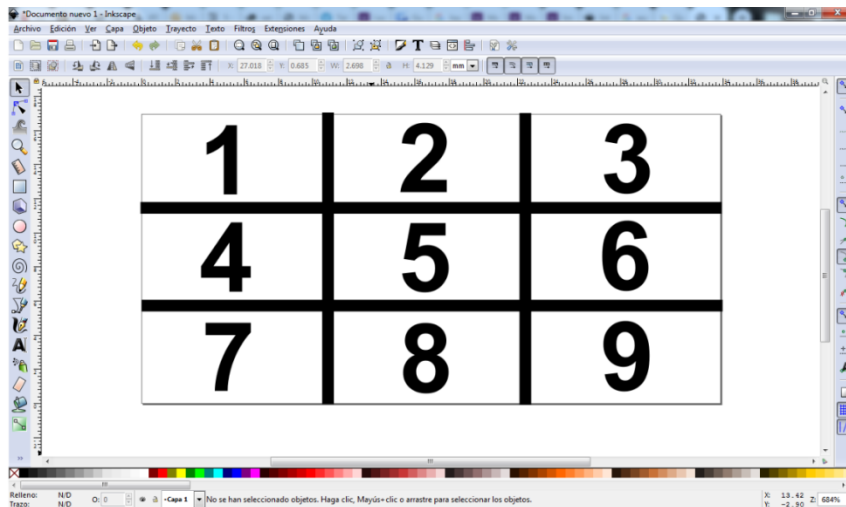 *Documento nuevo 1 - Inkscape
Archivo Edición Ver Capa Objeto Trayecto Texto Filtros Extensiones Ayuda
X: 27.018 Y: 0.685 W: 2.698 H: 4.129 mm
1 2 3
4 5 6
7 8 9
Relleno: N/D O: 0 •Capa 1 No se han seleccionado objetos. Haga clic, Mayús+clic o arrastre para seleccionar los objetos. X: 13.42 Z: 684%
Trazo: N/D Y: -2.90